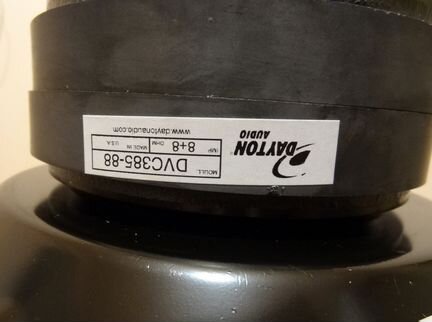 DAYTON
AUDIO
MODEL:
DVC385-88
IMP.
8+8
OHM
MADE IN
U.S.A.
www.daytonaudio.com